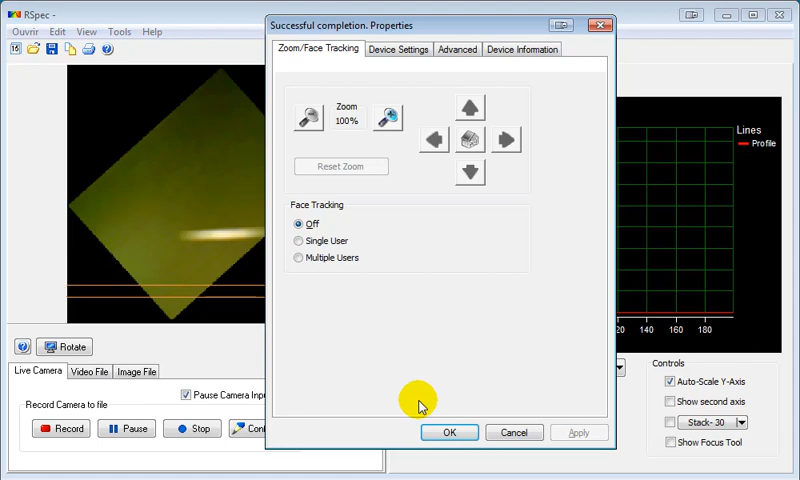 RSpec -
Successful completion. Properties
Ouvrir Edit View Tools Help
Zoom/Face Tracking Device Settings Advanced Device Information
16
Zoom
100%
Reset Zoom
Face Tracking
Off
Single User
Multiple Users
OK Cancel Apply
Lines
Profile
20 140 160 180
Rotate
Live Camera Video File Image File
Pause Camera Inp
Record Camera to file
Record Pause Stop Con
Controls
Auto-Scale Y-Axis
Show second axis
Stack- 30
Show Focus Tool